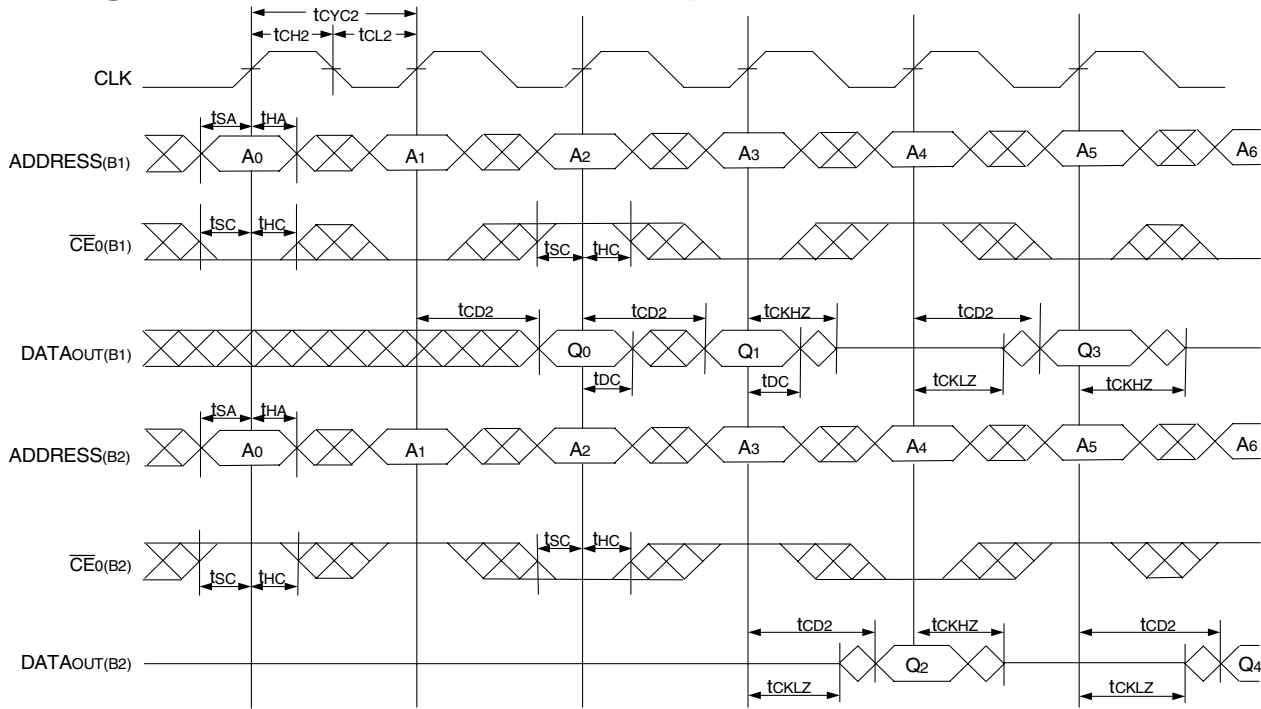 tCYC2
tCH2 tCL2
CLK
tSA tHA
ADDRESS(B1) A0 A1 A2 A3 A4 A5 A6
tSC tHC
CE0(B1)
tSC tHC
tCD2 tCD2 tCKHZ tCD2
DATAOUT(B1) Q0 Q1 Q3
tDC tDC tCKLZ tCKHZ
tSA tHA
ADDRESS(B2) A0 A1 A2 A3 A4 A5 A6
tSC tHC
CE0(B2)
tSC tHC
tCD2 tCKHZ tCD2
DATAOUT(B2) Q2 Q4
tCKLZ tCKLZ